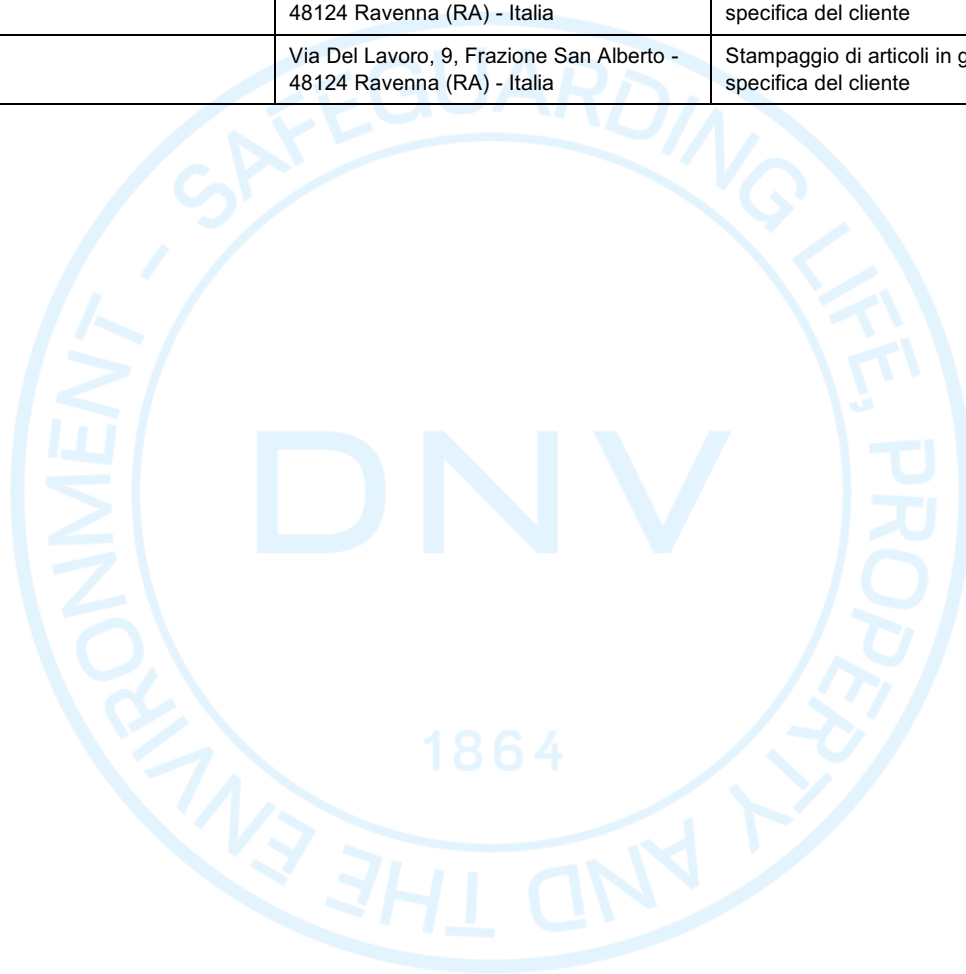 48124 Ravenna (RA) - Italia
specifica del cliente
Via Del Lavoro, 9, Frazione San Alberto -
48124 Ravenna (RA) - Italia
Stampaggio di articoli in
specifica del cliente
SAFEGUARDING LIFE, PROPERTY AND THE ENVIRONMENT -
DNV
1864